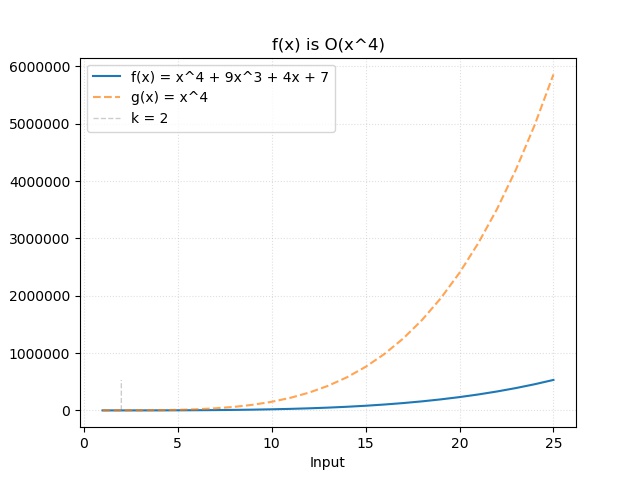 f(x) is O(x^4)
f(x) = x^4 + 9x^3 + 4x + 7
g(x) = x^4
k = 2
6000000
5000000
4000000
3000000
2000000
1000000
0
0 5 10 15 20 25
Input